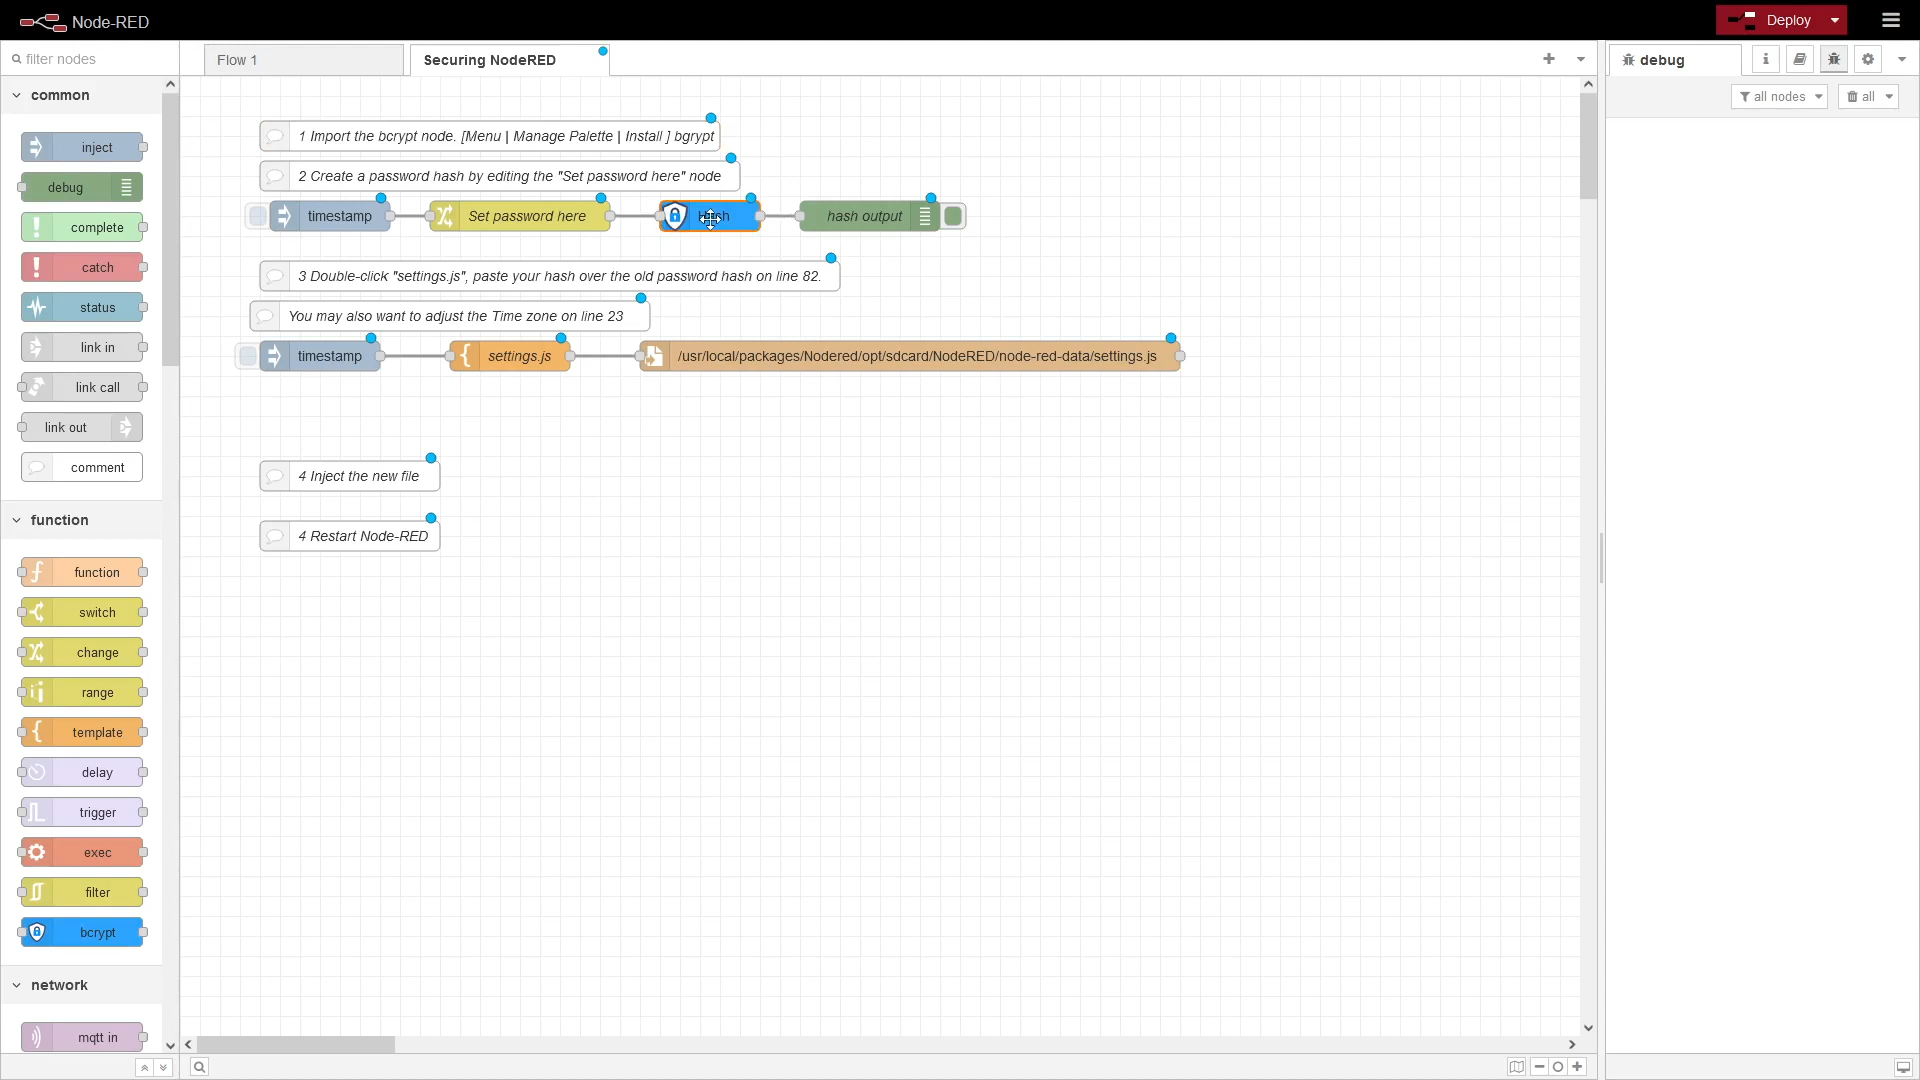 Node-RED
Deploy
filter nodes
Flow 1
Securing NodeRED
debug
all nodes
all
common
inject
debug
complete
catch
status
link in
link call
link out
comment
function
function
switch
change
range
template
delay
trigger
exec
filter
bcrypt
network
mqtt in
1 Import the bcrypt node. [Menu | Manage Palette | Install ] bgrypt
2 Create a password hash by editing the "Set password here" node
timestamp
Set password here
hash output
3 Double-click "settings.js", paste your hash over the old password hash on line 82.
You may also want to adjust the Time zone on line 23
timestamp
settings.js
/usr/local/packages/Nodered/opt/sdcard/NodeRED/node-red-data/settings.js
4 Inject the new file
4 Restart Node-RED